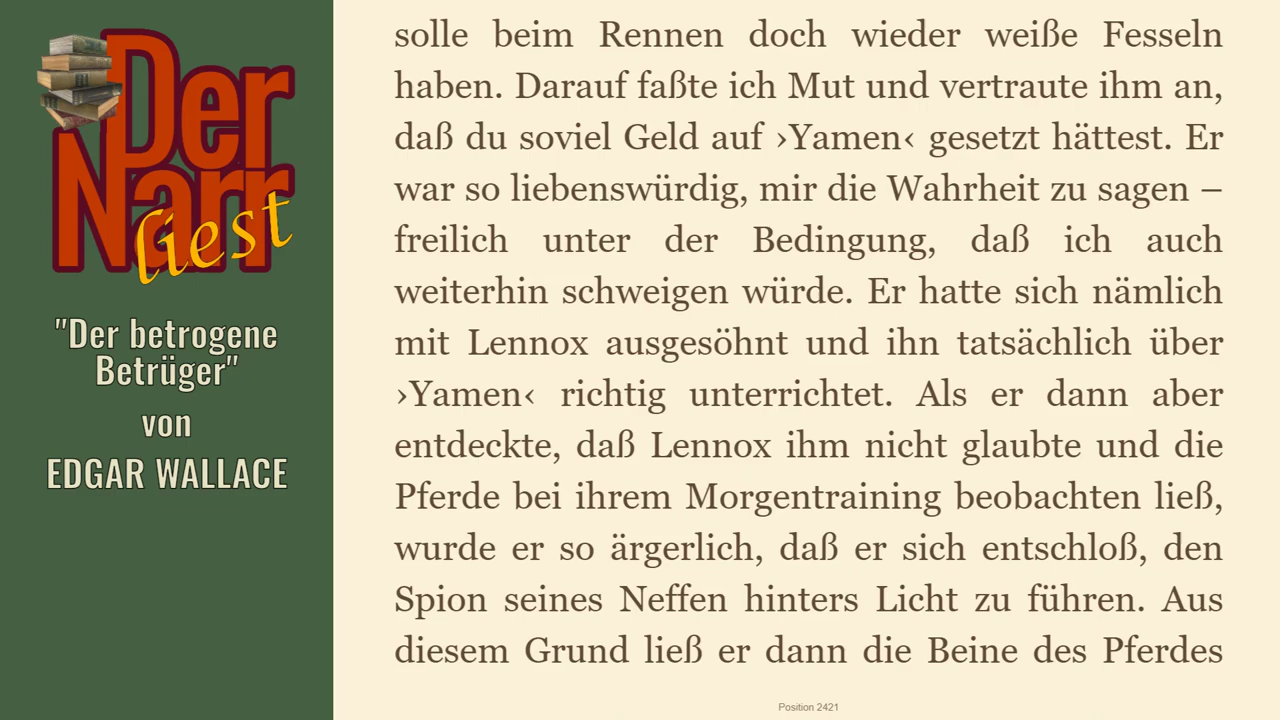 Der
Narr
liest
"Der betrogene
Betrüger"
von
EDGAR WALLACE
solle beim Rennen doch wieder weiße Fesseln
haben. Darauf faßte ich Mut und vertraute ihm an,
daß du soviel Geld auf ›Yamen‹ gesetzt hättest. Er
war so liebenswürdig, mir die Wahrheit zu sagen –
freilich unter der Bedingung, daß ich auch
weiterhin schweigen würde. Er hatte sich nämlich
mit Lennox ausgesöhnt und ihn tatsächlich über
›Yamen‹ richtig unterrichtet. Als er dann aber
entdeckte, daß Lennox ihm nicht glaubte und die
Pferde bei ihrem Morgentraining beobachten ließ,
wurde er so ärgerlich, daß er sich entschloß, den
Spion seines Neffen hinters Licht zu führen. Aus
diesem Grund ließ er dann die Beine des Pferdes
Position 2421